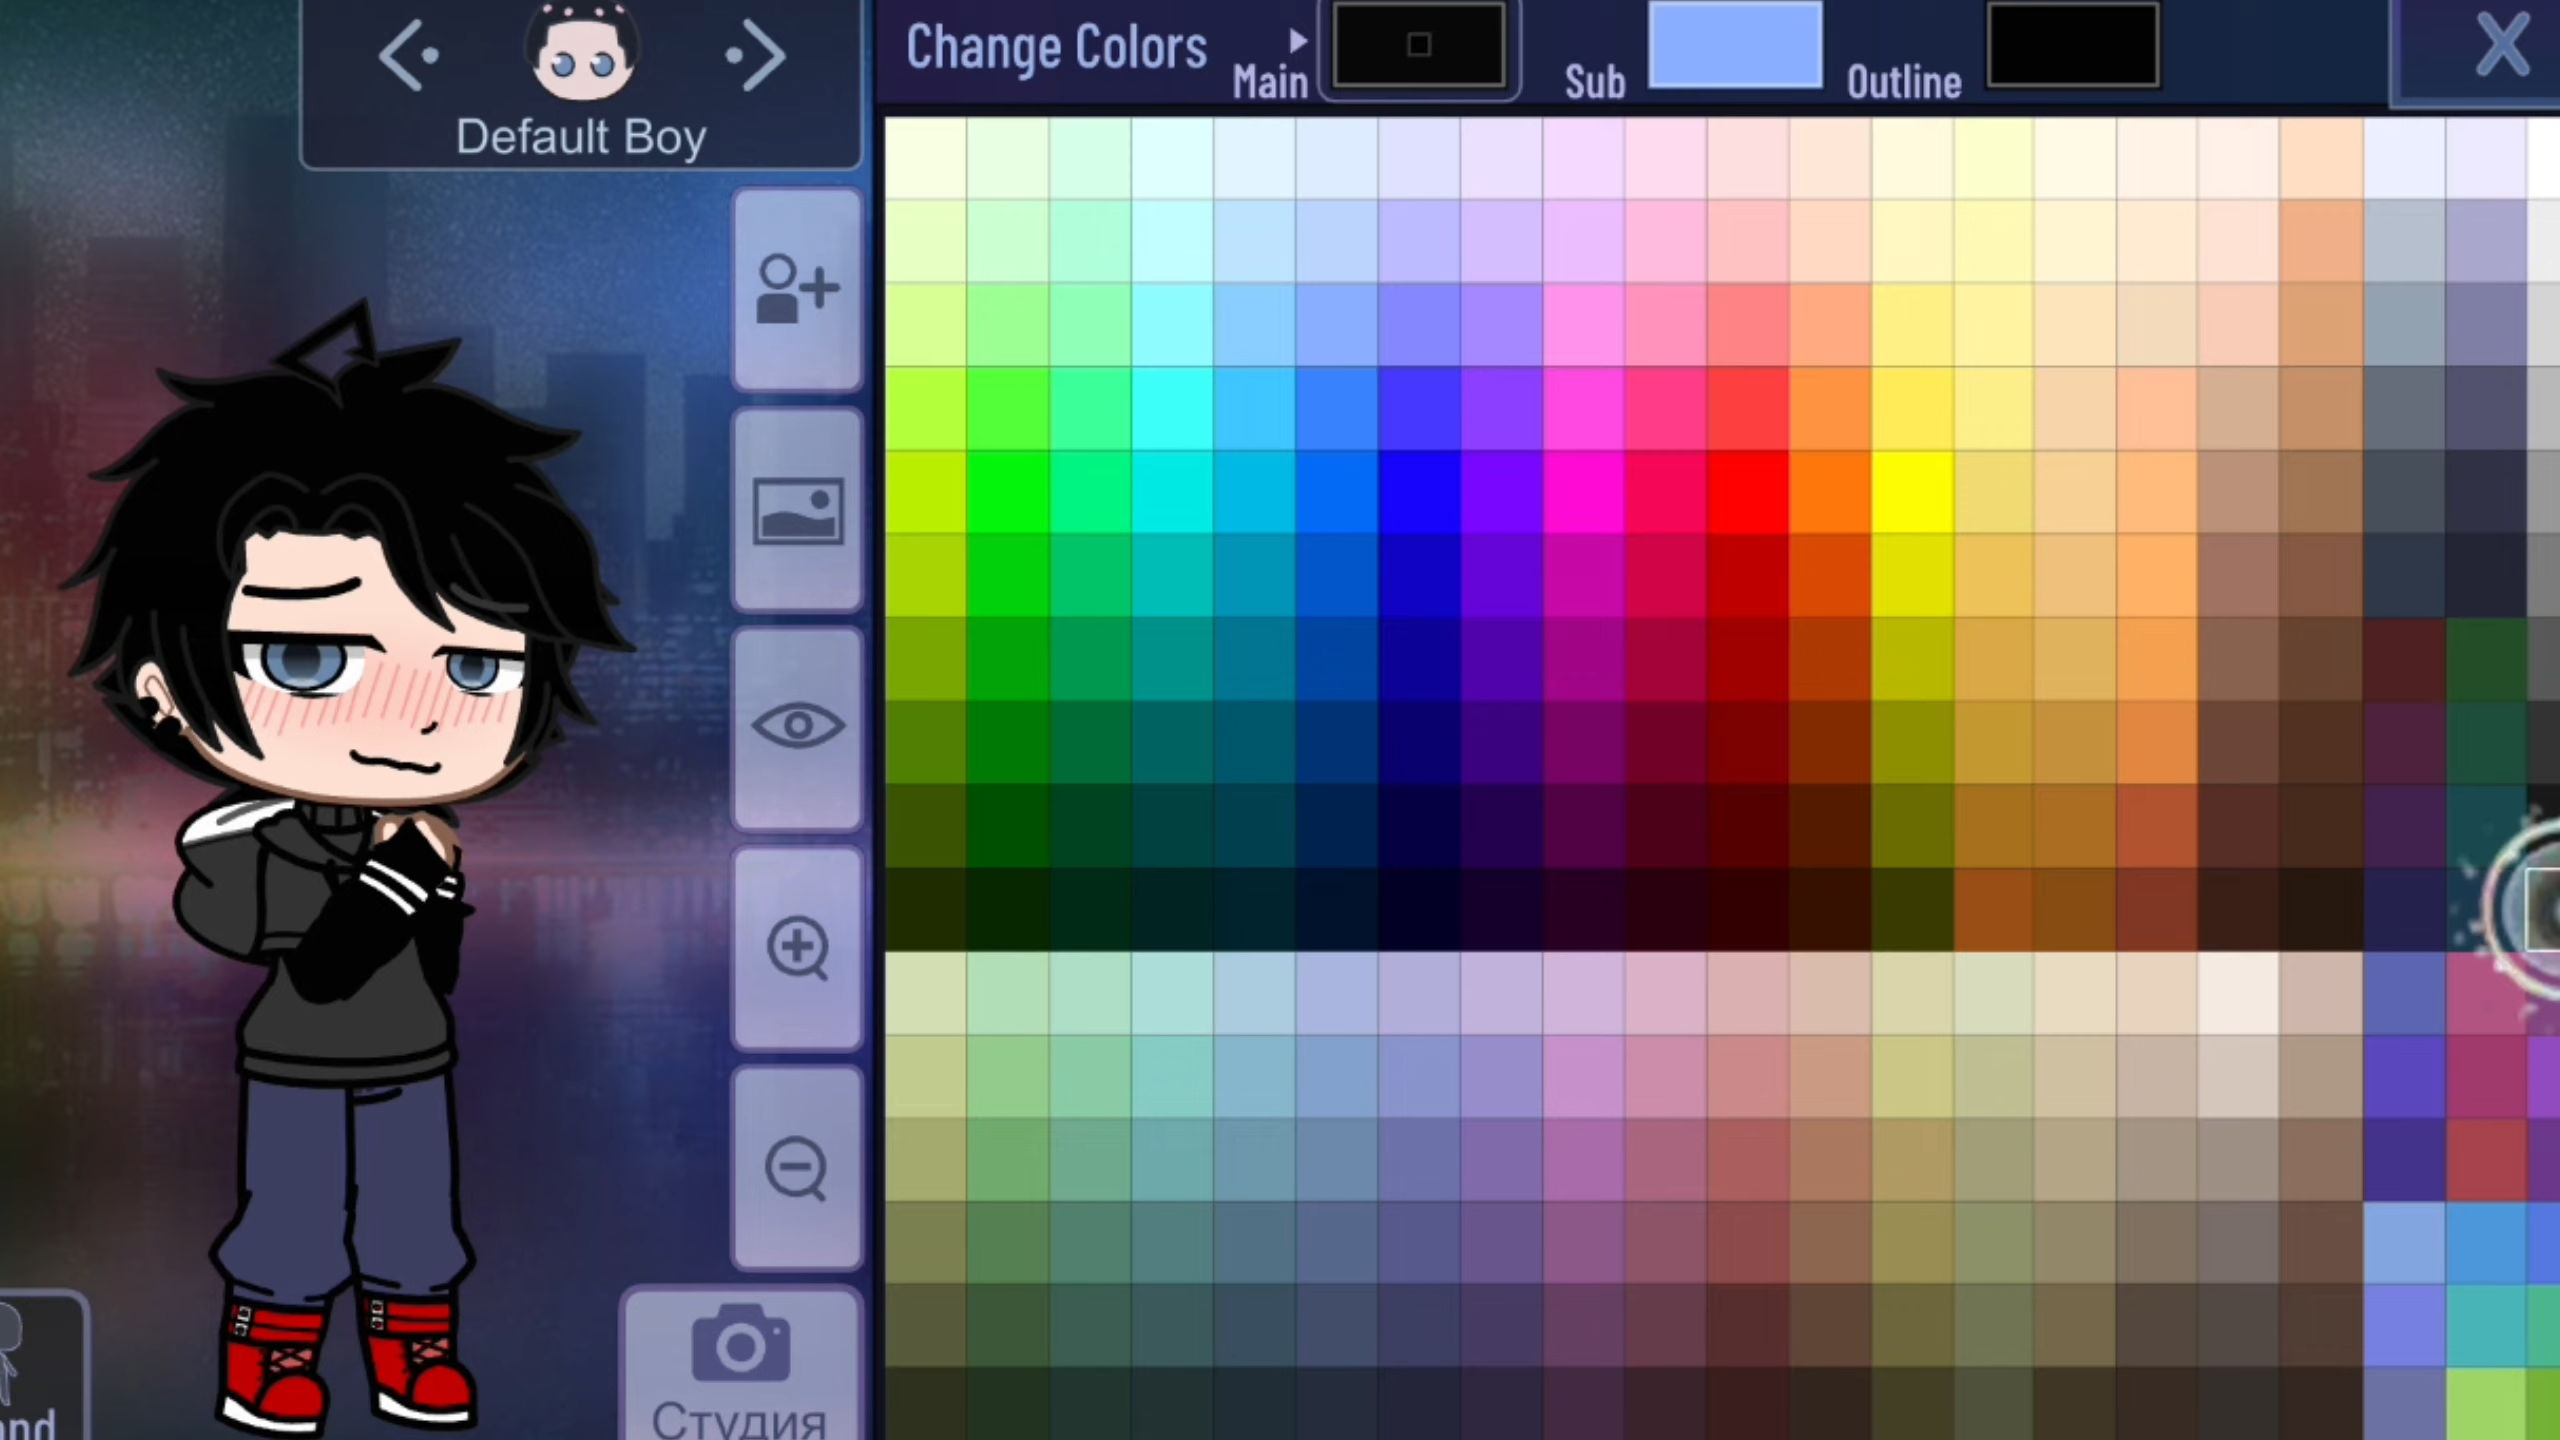 Default Boy
Change Colors
Main
Sub
Outline
X
Студия